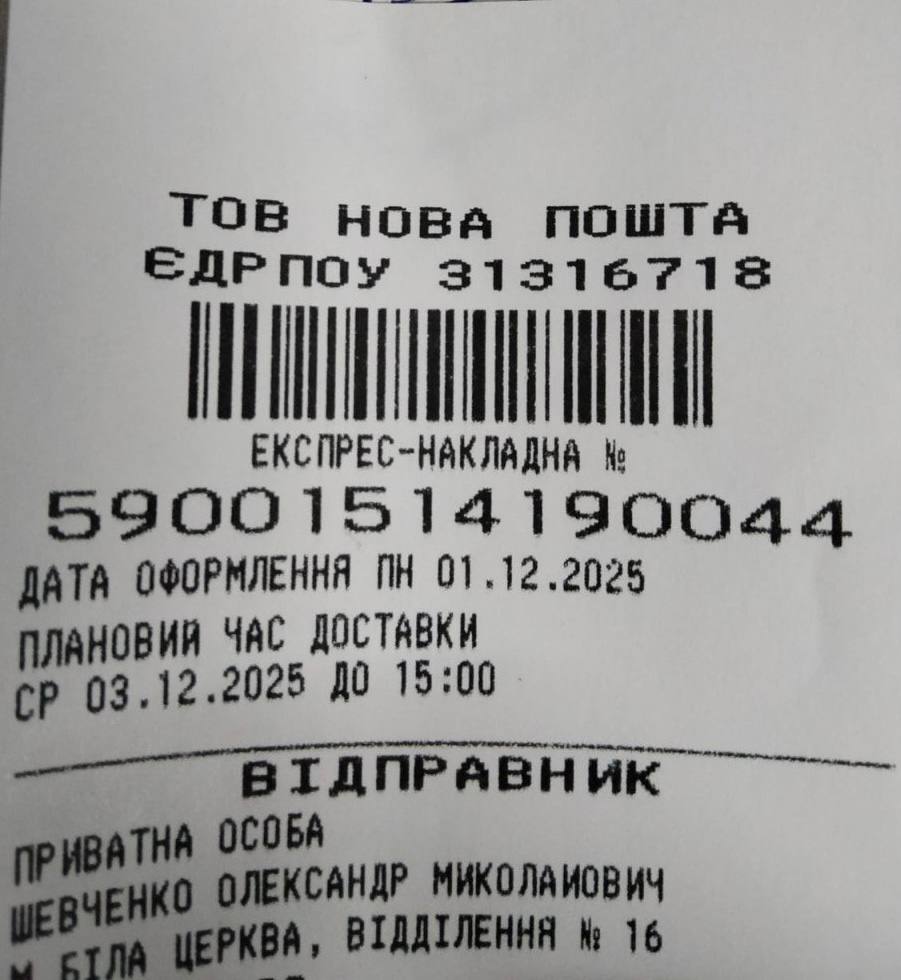 ТОВ НОВА ПОШТА
ЄДРПОУ 31316718
ЕКСПРЕС-НАКЛАДНА №
59001514190044
ДАТА ОФОРМЛЕННЯ ПН 01.12.2025
ПЛАНОВИЙ ЧАС ДОСТАВКИ
СР 03.12.2025 ДО 15:00
ВІДПРАВНИК
ПРИВАТНА ОСОБА
ШЕВЧЕНКО ОЛЕКСАНДР МИКОЛАЙОВИЧ
М БІЛА ЦЕРКВА, ВІДДІЛЕННЯ № 16